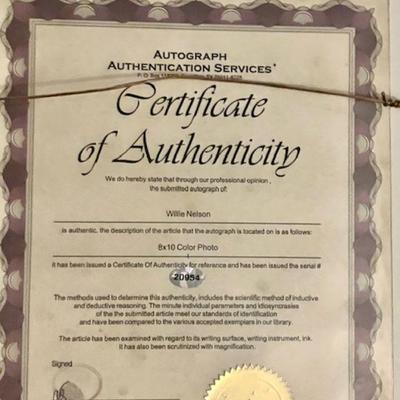 AUTOGRAPH
AUTHENTICATION SERVICES
P. O. Box
Certificate
of Authenticity
We do hereby state that through our professional opinion,
the submitted autograph of:
Willie Nelson
is authentic, the description of the article that the autograph is located on is as follows:
8x10 Color Photo
It has been issued a Certificate Of Authenticity for reference and has been issued the serial #
20954
The methods used to determine this authenticity, includes the scientific method of inductive
and deductive reasoning. The minute individual parameters and idiosyncrasies
of the the submitted article meet our standards of identification
and have been compared to the various accepted exemplars in our library.
The article has been examined with regard to its writing surface, writing instrument, ink.
It has also been scrutinized with magnification.
Signed